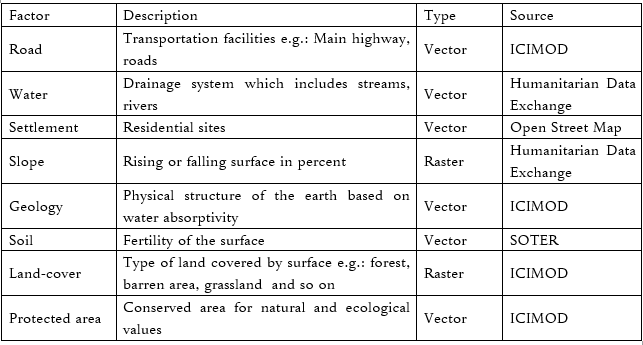 Factor Description Type Source
Road Transportation facilities e.g.: Main highway, roads Vector ICIMOD
Water Drainage system which includes streams, rivers Vector Humanitarian Data Exchange
Settlement Residential sites Vector Open Street Map
Slope Rising or falling surface in percent Raster Humanitarian Data Exchange
Geology Physical structure of the earth based on water absorptivity Vector ICIMOD
Soil Fertility of the surface Vector SOTER
Land-cover Type of land covered by surface e.g.: forest, barren area, grassland and so on Raster ICIMOD
Protected area Conserved area for natural and ecological values Vector ICIMOD